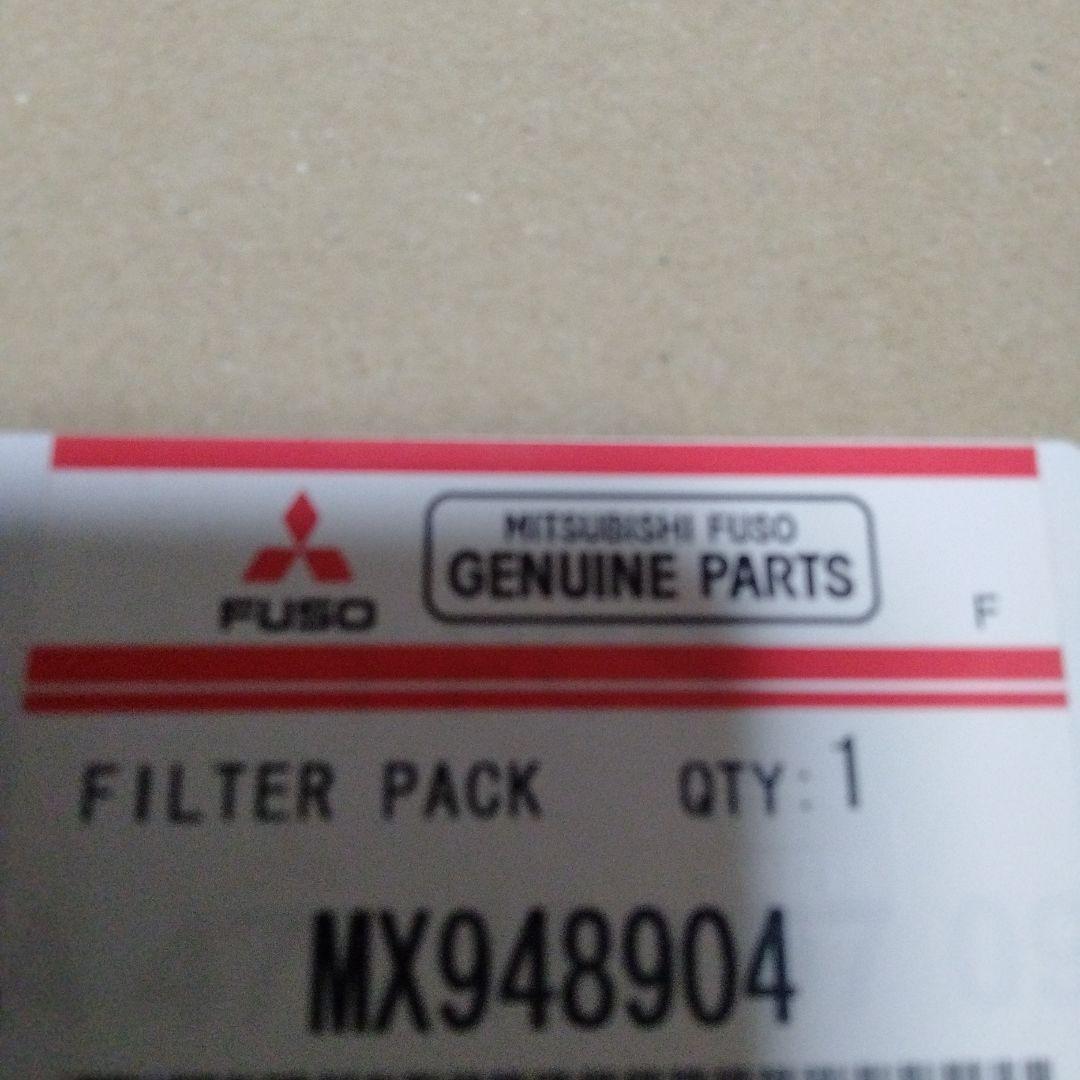 MITSUBISHI FUSO
GENUINE PARTS
FUSO
F
FILTER PACK QTY:1
MX948904